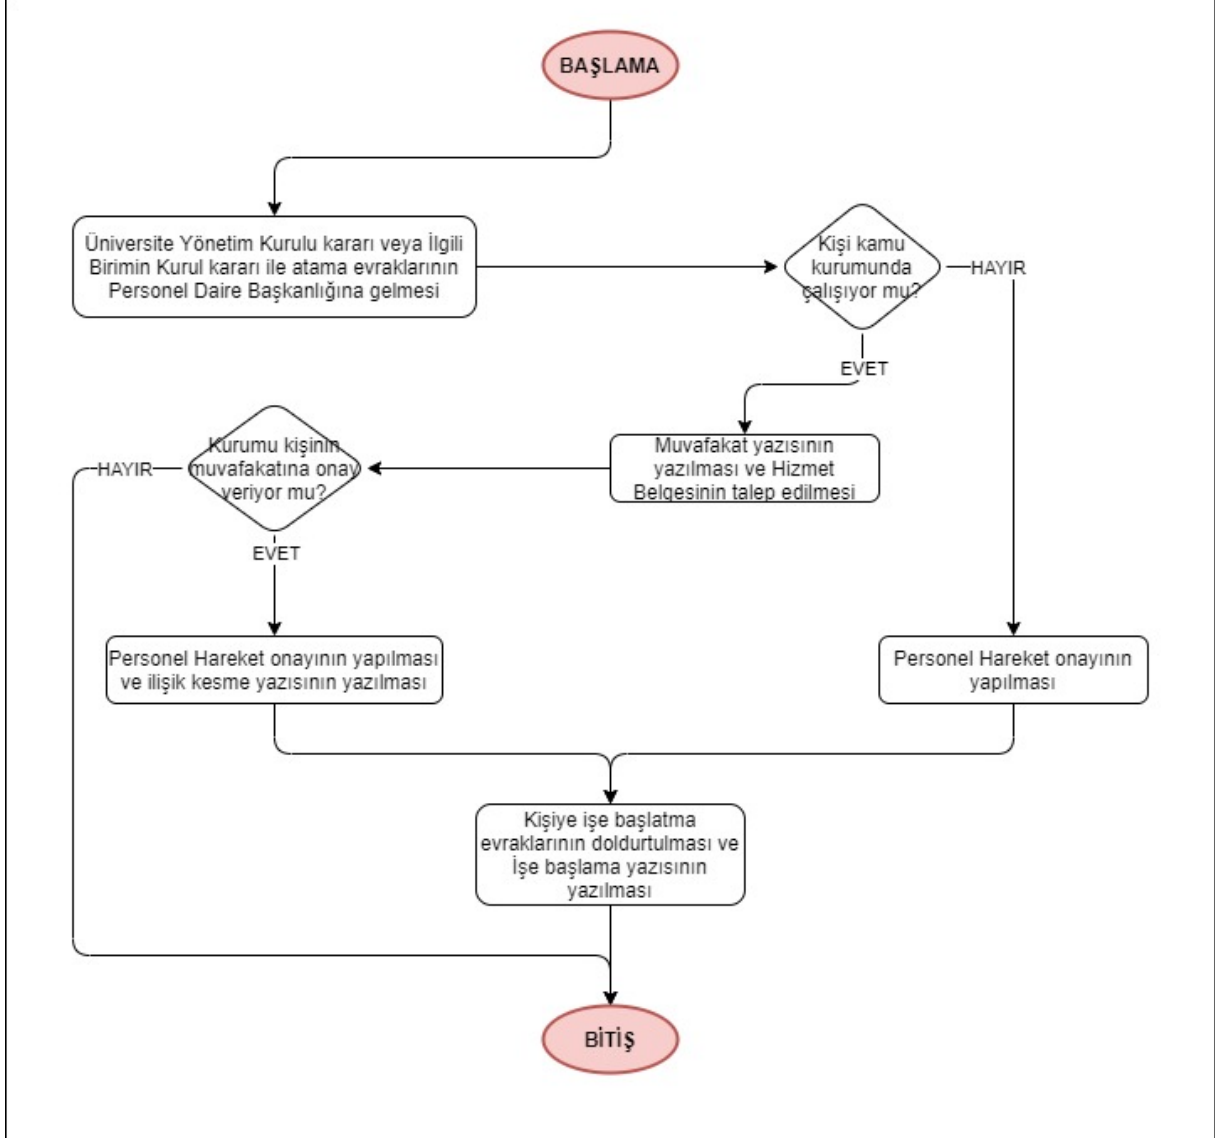 BAŞLAMA
Üniversite Yönetim Kurulu kararı veya İlgili
Birimin Kurul kararı ile atama evraklarının
Personel Daire Başkanlığına gelmesi
Kişi kamu
kurumunda
çalışıyor mu?
HAYIR
EVET
Muvafakat yazısının
yazılması ve Hizmet
Belgesinin talep edilmesi
Kurumu kişinin
muvafakatına onay
veriyor mu?
HAYIR
EVET
Personel Hareket onayının yapılması
ve ilişik kesme yazısının yazılması
Personel Hareket onayının
yapılması
Kişiye işe başlatma
evraklarının doldurtulması ve
İşe başlama yazısının
yazılması
BİTİŞ